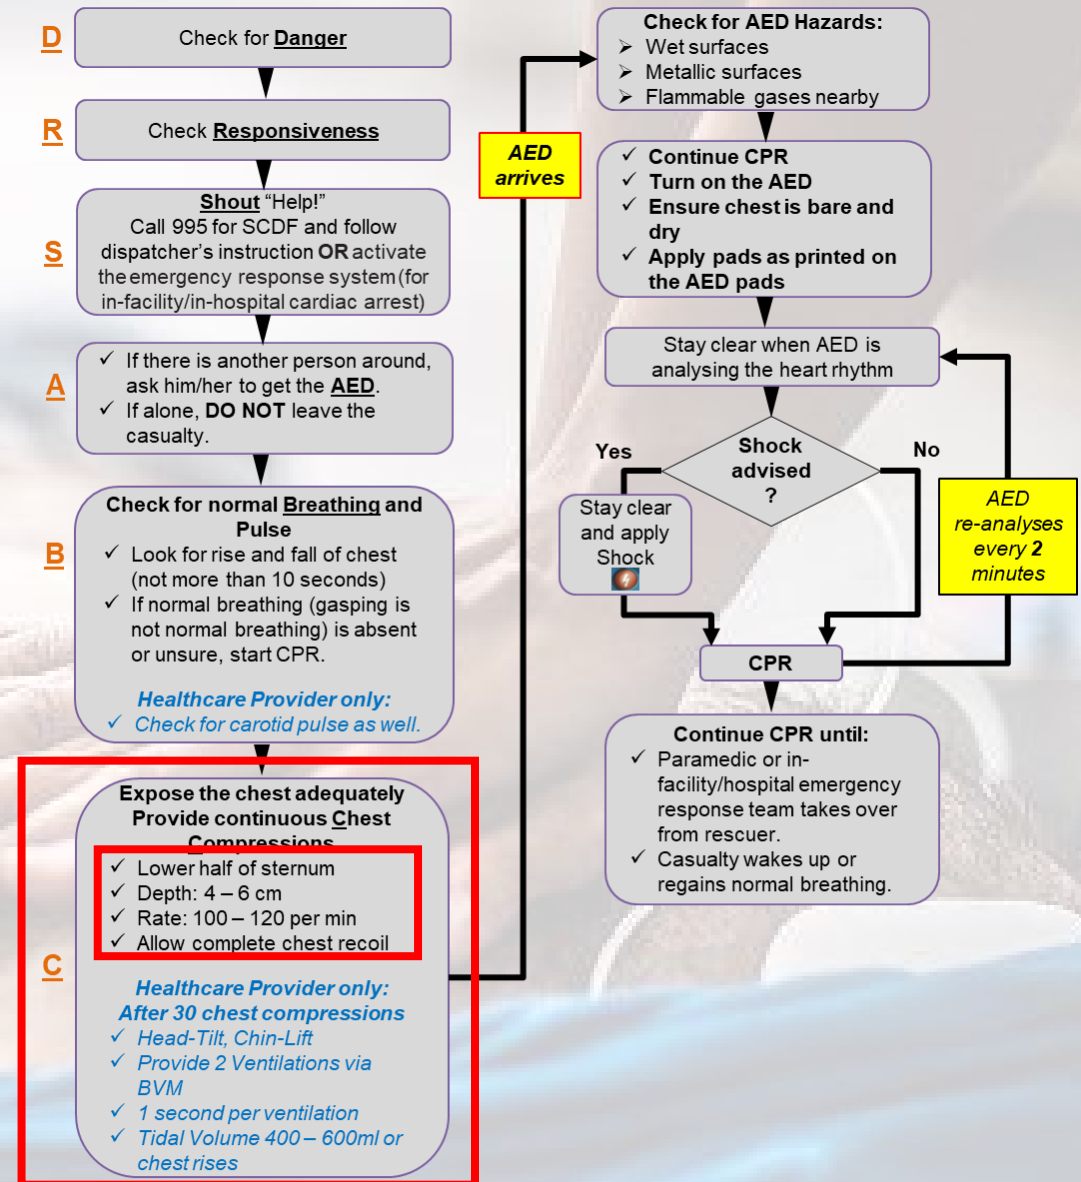 D
Check for Danger
R
Check Responsiveness
S
Shout “Help!”
Call 995 for SCDF and follow
dispatcher’s instruction OR activate
the emergency response system (for
in-facility/in-hospital cardiac arrest)
A
✓ If there is another person around,
ask him/her to get the AED.
✓ If alone, DO NOT leave the
casualty.
B
Check for normal Breathing and
Pulse
✓ Look for rise and fall of chest
(not more than 10 seconds)
✓ If normal breathing (gasping is
not normal breathing) is absent
or unsure, start CPR.
Healthcare Provider only:
✓ Check for carotid pulse as well.
C
Expose the chest adequately
Provide continuous Chest
Compressions
✓ Lower half of sternum
✓ Depth: 4 – 6 cm
✓ Rate: 100 – 120 per min
✓ Allow complete chest recoil
Healthcare Provider only:
After 30 chest compressions
✓ Head-Tilt, Chin-Lift
✓ Provide 2 Ventilations via
BVM
✓ 1 second per ventilation
✓ Tidal Volume 400 – 600ml or
chest rises
AED
arrives
Check for AED Hazards:
➢ Wet surfaces
➢ Metallic surfaces
➢ Flammable gases nearby
✓ Continue CPR
✓ Turn on the AED
✓ Ensure chest is bare and
dry
✓ Apply pads as printed on
the AED pads
Stay clear when AED is
analysing the heart rhythm
Shock
advised
?
Yes
No
Stay clear
and apply
Shock
AED
re-analyses
every 2
minutes
CPR
Continue CPR until:
✓ Paramedic or in-
facility/hospital emergency
response team takes over
from rescuer.
✓ Casualty wakes up or
regains normal breathing.